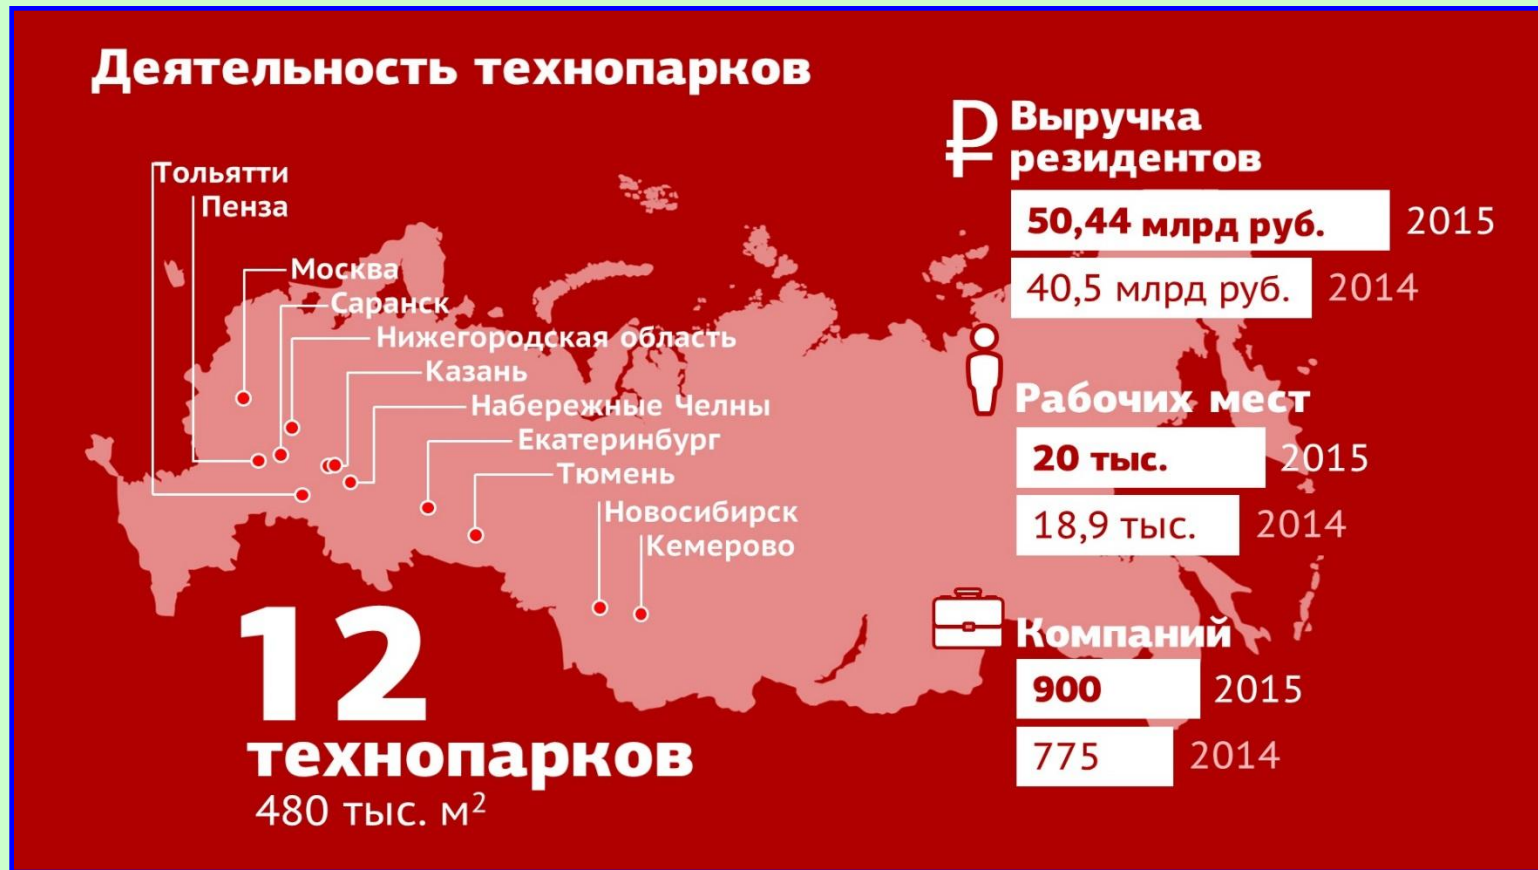 Деятельность технопарков
Тольятти
Пенза
Москва
Саранск
Нижегородская область
Казань
Набережные Челны
Екатеринбург
Тюмень
Новосибирск
Кемерово
12
технопарков
480 тыс. м²
₽ Выручка
резидентов
50,44 млрд руб. 2015
40,5 млрд руб. 2014
Рабочих мест
20 тыс. 2015
18,9 тыс. 2014
Компаний
900 2015
775 2014